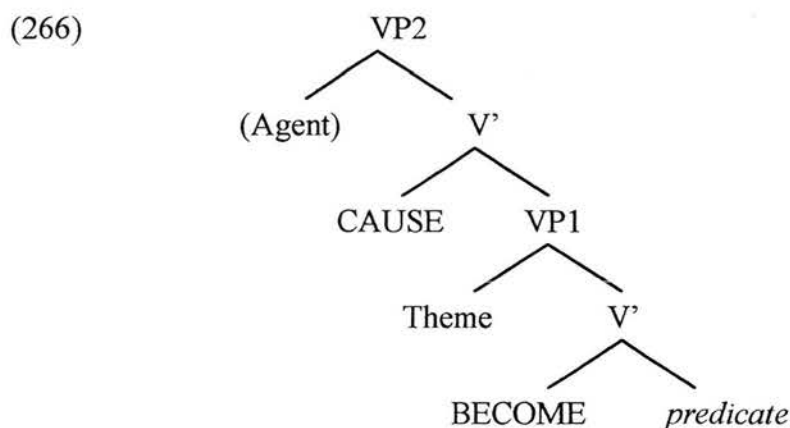 (266) VP2
(Agent) V’
CAUSE VP1
Theme V’
BECOME predicate